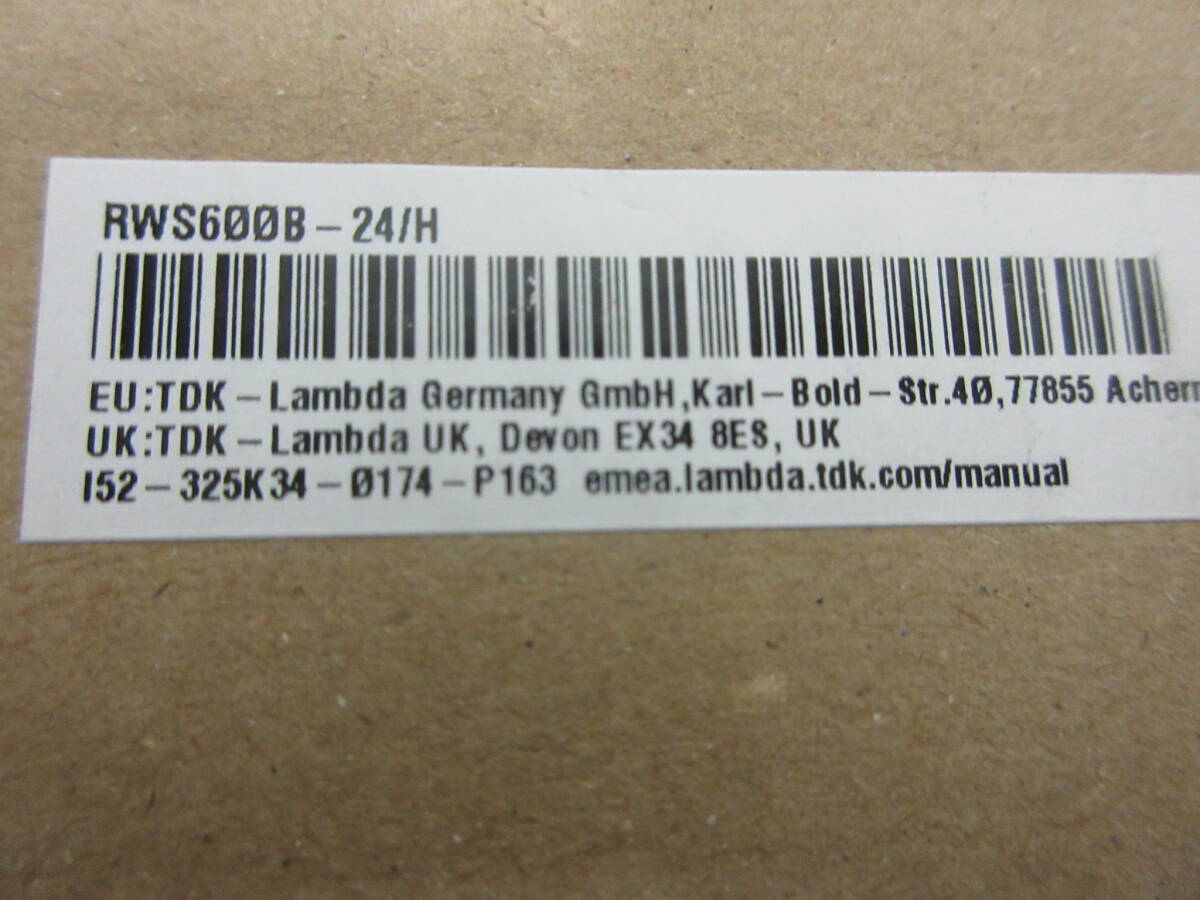 RWS600B-24/H
EU:TDK-Lambda Germany GmbH,Karl-Bold-Str.40,77855 Achern
UK:TDK-Lambda UK, Devon EX34 8ES, UK
I52-325K34-0174-P163 emea.lambda.tdk.com/manual